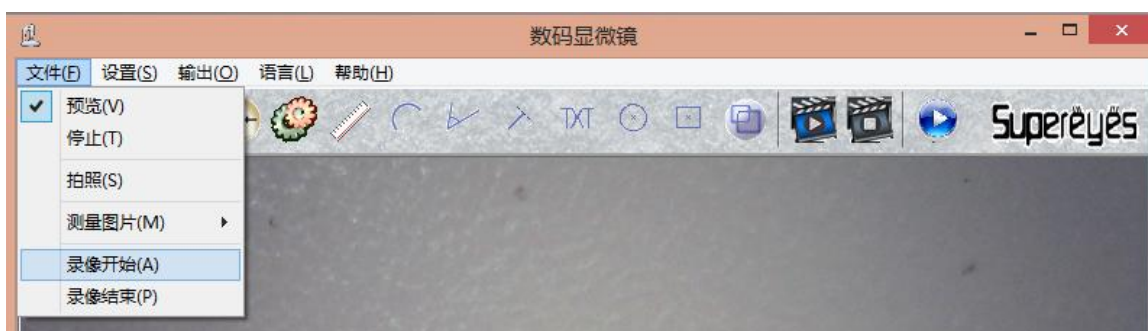 数码显微镜
文件(F) 设置(S) 输出(O) 语言(L) 帮助(H)
预览(V)
停止(T)
拍照(S)
测量图片(M)
录像开始(A)
录像结束(P)
TXT
Supereyes